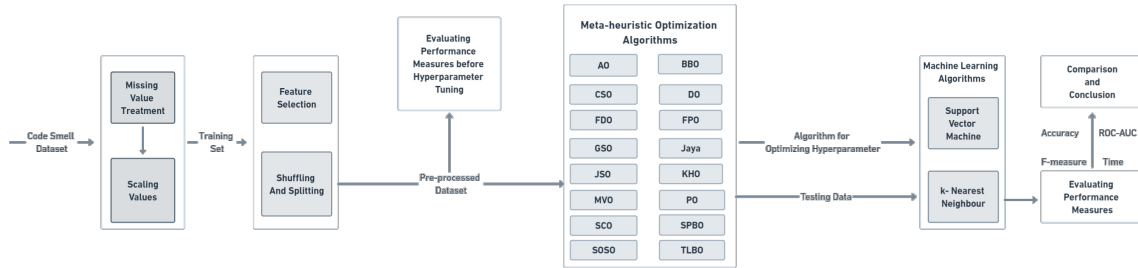 Code Smell
Dataset
Missing
Value
Treatment
Scaling
Values
Training
Set
Feature
Selection
Shuffling
And Splitting
Evaluating
Performance
Measures before
Hyperparameter
Tuning
Pre-processed
Dataset
Meta-heuristic Optimization
Algorithms
AO
BBO
CSO
DO
FDO
FPO
GSO
Jaya
JSO
KHO
MVO
PO
SCO
SPBO
SOSO
TLBO
Algorithm for
Optimizing Hyperparameter
Testing Data
Machine Learning
Algorithms
Support
Vector
Machine
k- Nearest
Neighbour
Comparison
and
Conclusion
Accuracy
ROC-AUC
F-measure
Time
Evaluating
Performance
Measures